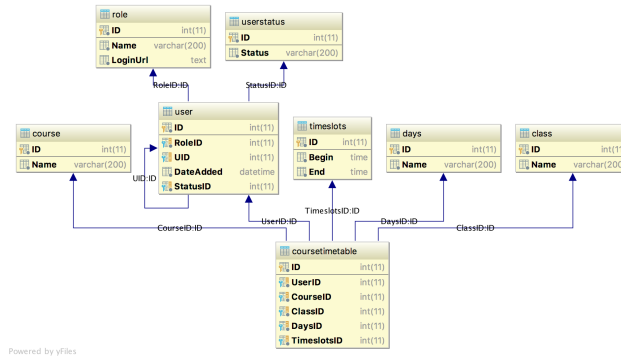 role
ID int(11)
Name varchar(200)
LoginUrl text
userstatus
ID int(11)
Status varchar(200)
RoleID:ID
StatusID:ID
user
ID int(11)
RoleID int(11)
UID int(11)
DateAdded datetime
StatusID int(11)
UID:ID
course
ID int(11)
Name varchar(200)
timeslots
ID int(11)
Begin time
End time
days
ID int(11)
Name varchar(200)
class
ID
Name varchar(200)
CourseID:ID
UserID:ID
TimeslotsID:ID
DaysID:ID
ClassID:ID
coursetimetable
ID int(11)
UserID int(11)
CourseID int(11)
ClassID int(11)
DaysID int(11)
TimeslotsID int(11)
Powered by yFiles